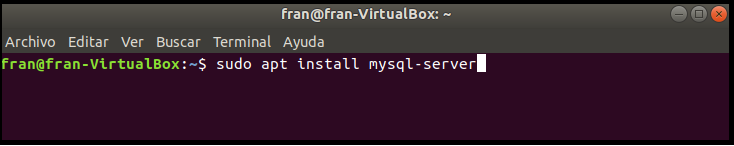 fran@fran-VirtualBox: ~
Archivo Editar Ver Buscar Terminal Ayuda
fran@fran-VirtualBox:~$ sudo apt install mysql-server